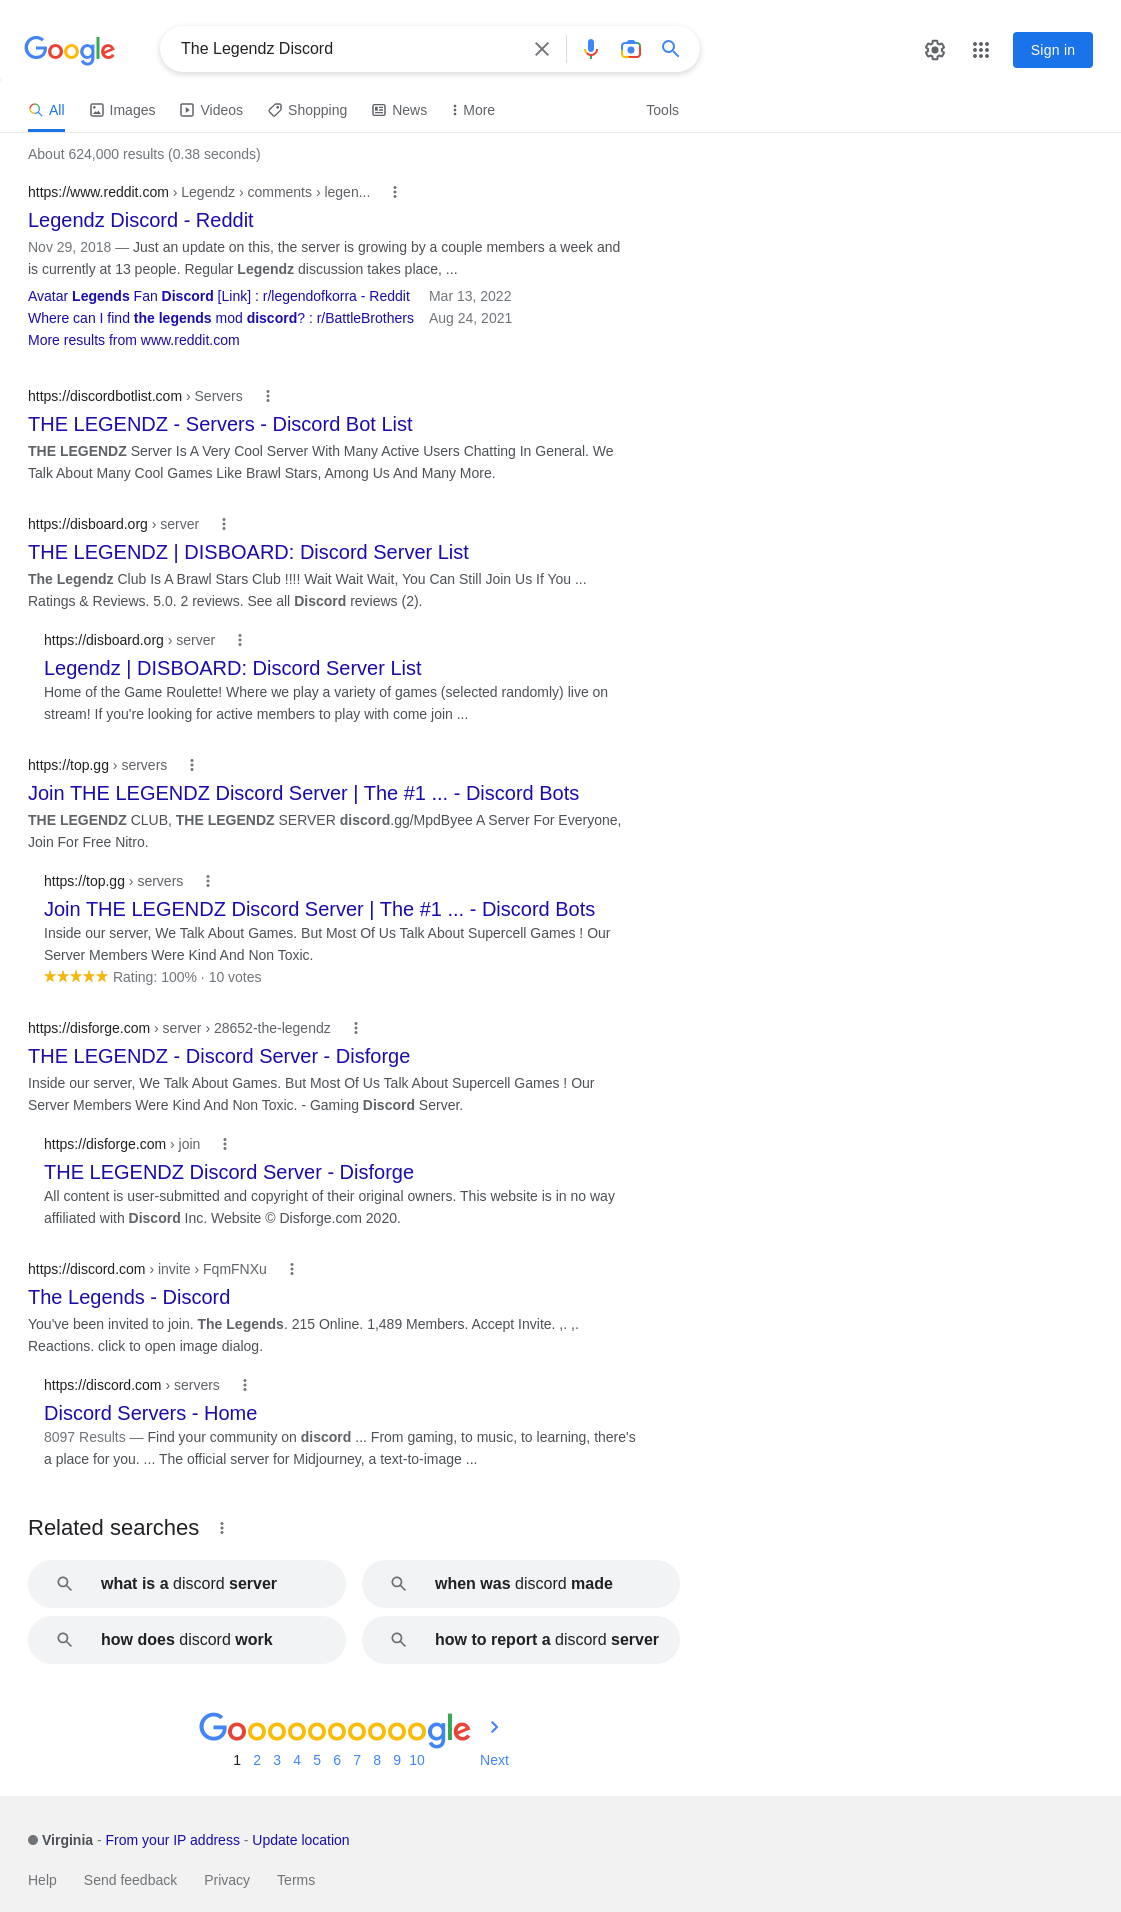 Google
The Legendz Discord
Sign in
All Images Videos Shopping News More Tools
About 624,000 results (0.38 seconds)
https://www.reddit.com › Legendz › comments › legen...
Legendz Discord - Reddit
Nov 29, 2018 — Just an update on this, the server is growing by a couple members a week and
is currently at 13 people. Regular Legendz discussion takes place, ...
Avatar Legends Fan Discord [Link] : r/legendofkorra - Reddit Mar 13, 2022
Where can I find the legends mod discord? : r/BattleBrothers Aug 24, 2021
More results from www.reddit.com
https://discordbotlist.com › Servers
THE LEGENDZ - Servers - Discord Bot List
THE LEGENDZ Server Is A Very Cool Server With Many Active Users Chatting In General. We
Talk About Many Cool Games Like Brawl Stars, Among Us And Many More.
https://disboard.org › server
THE LEGENDZ | DISBOARD: Discord Server List
The Legendz Club Is A Brawl Stars Club !!!! Wait Wait Wait, You Can Still Join Us If You ...
Ratings & Reviews. 5.0. 2 reviews. See all Discord reviews (2).
https://disboard.org › server
Legendz | DISBOARD: Discord Server List
Home of the Game Roulette! Where we play a variety of games (selected randomly) live on
stream! If you're looking for active members to play with come join ...
https://top.gg › servers
Join THE LEGENDZ Discord Server | The #1 ... - Discord Bots
THE LEGENDZ CLUB, THE LEGENDZ SERVER discord.gg/MpdByee A Server For Everyone,
Join For Free Nitro.
https://top.gg › servers
Join THE LEGENDZ Discord Server | The #1 ... - Discord Bots
Inside our server, We Talk About Games. But Most Of Us Talk About Supercell Games ! Our
Server Members Were Kind And Non Toxic.
Rating: 100% · 10 votes
https://disforge.com › server › 28652-the-legendz
THE LEGENDZ - Discord Server - Disforge
Inside our server, We Talk About Games. But Most Of Us Talk About Supercell Games ! Our
Server Members Were Kind And Non Toxic. - Gaming Discord Server.
https://disforge.com › join
THE LEGENDZ Discord Server - Disforge
All content is user-submitted and copyright of their original owners. This website is in no way
affiliated with Discord Inc. Website © Disforge.com 2020.
https://discord.com › invite › FqmFNXu
The Legends - Discord
You've been invited to join. The Legends. 215 Online. 1,489 Members. Accept Invite. ,. ,.
Reactions. click to open image dialog.
https://discord.com › servers
Discord Servers - Home
8097 Results — Find your community on discord ... From gaming, to music, to learning, there's
a place for you. ... The official server for Midjourney, a text-to-image ...
Related searches
what is a discord server
when was discord made
how does discord work
how to report a discord server
Goooooooooogle
1 2 3 4 5 6 7 8 9 10 Next
Virginia - From your IP address - Update location
Help Send feedback Privacy Terms